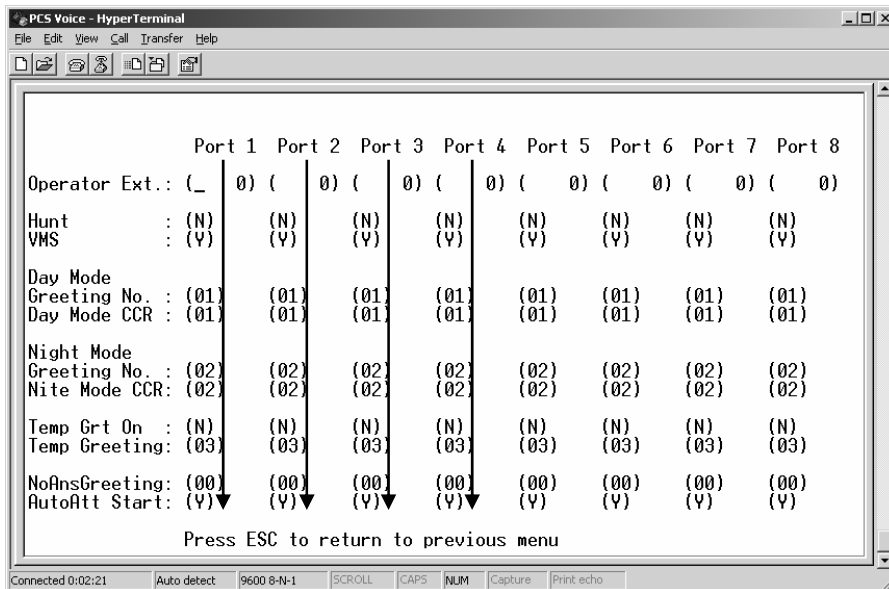 PCS Voice - HyperTerminal
File Edit View Call Transfer Help
Port 1 Port 2 Port 3 Port 4 Port 5 Port 6 Port 7 Port 8
Operator Ext.: (_ 0) ( 0) ( 0) ( 0) ( 0) ( 0) ( 0) ( 0)
Hunt : (N) (N) (N) (N) (N) (N) (N) (N)
VMS : (Y) (Y) (Y) (Y) (Y) (Y) (Y) (Y)
Day Mode
Greeting No. : (01) (01) (01) (01) (01) (01) (01) (01)
Day Mode CCR : (01) (01) (01) (01) (01) (01) (01) (01)
Night Mode
Greeting No. : (02) (02) (02) (02) (02) (02) (02) (02)
Nite Mode CCR: (02) (02) (02) (02) (02) (02) (02) (02)
Temp Grt On : (N) (N) (N) (N) (N) (N) (N) (N)
Temp Greeting: (03) (03) (03) (03) (03) (03) (03) (03)
NoAnsGreeting: (00) (00) (00) (00) (00) (00) (00) (00)
AutoAtt Start: (Y) (Y) (Y) (Y) (Y) (Y) (Y) (Y)
Press ESC to return to previous menu
Connected 0:02:21 Auto detect 9600 8-N-1 SCROLL CAPS NUM Capture Print echo